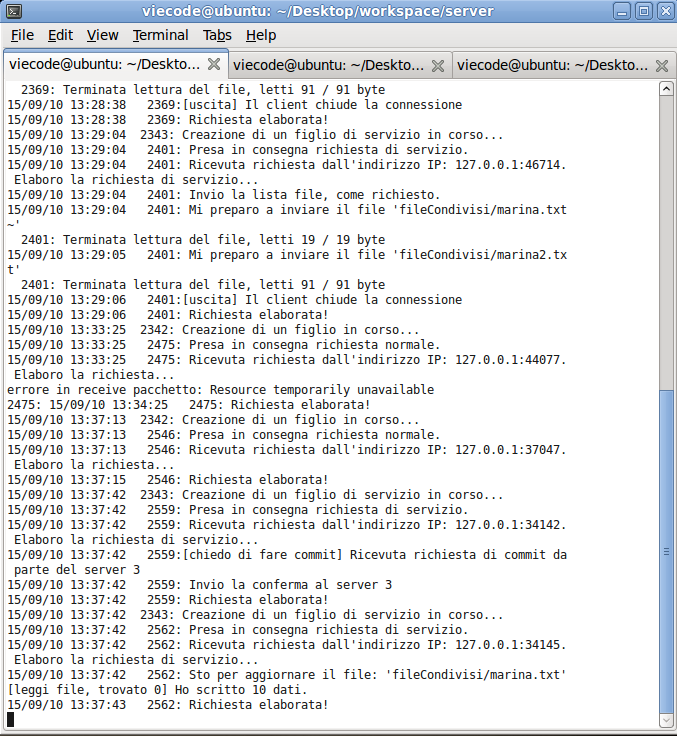 viecode@ubuntu: ~/Desktop/workspace/server
File Edit View Terminal Tabs Help
viecode@ubuntu: ~/Deskto... viecode@ubuntu: ~/Deskto... viecode@ubuntu: ~/Deskto...
2369: Terminata lettura del file, letti 91 / 91 byte
15/09/10 13:28:38 2369:[uscita] Il client chiude la connessione
15/09/10 13:28:38 2369: Richiesta elaborata!
15/09/10 13:29:04 2343: Creazione di un figlio di servizio in corso...
15/09/10 13:29:04 2401: Presa in consegna richiesta di servizio.
15/09/10 13:29:04 2401: Ricevuta richiesta dall'indirizzo IP: 127.0.0.1:46714.
Elaboro la richiesta di servizio...
15/09/10 13:29:04 2401: Invio la lista file, come richiesto.
15/09/10 13:29:04 2401: Mi preparo a inviare il file 'fileCondivisi/marina.txt
~'
2401: Terminata lettura del file, letti 19 / 19 byte
15/09/10 13:29:05 2401: Mi preparo a inviare il file 'fileCondivisi/marina2.tx
t'
2401: Terminata lettura del file, letti 91 / 91 byte
15/09/10 13:29:06 2401:[uscita] Il client chiude la connessione
15/09/10 13:29:06 2401: Richiesta elaborata!
15/09/10 13:33:25 2342: Creazione di un figlio in corso...
15/09/10 13:33:25 2475: Presa in consegna richiesta normale.
15/09/10 13:33:25 2475: Ricevuta richiesta dall'indirizzo IP: 127.0.0.1:44077.
Elaboro la richiesta...
errore in receive pacchetto: Resource temporarily unavailable
2475: 15/09/10 13:34:25 2475: Richiesta elaborata!
15/09/10 13:37:13 2342: Creazione di un figlio in corso...
15/09/10 13:37:13 2546: Presa in consegna richiesta normale.
15/09/10 13:37:13 2546: Ricevuta richiesta dall'indirizzo IP: 127.0.0.1:37047.
Elaboro la richiesta...
15/09/10 13:37:15 2546: Richiesta elaborata!
15/09/10 13:37:42 2343: Creazione di un figlio di servizio in corso...
15/09/10 13:37:42 2559: Presa in consegna richiesta di servizio.
15/09/10 13:37:42 2559: Ricevuta richiesta dall'indirizzo IP: 127.0.0.1:34142.
Elaboro la richiesta di servizio...
15/09/10 13:37:42 2559:[chiedo di fare commit] Ricevuta richiesta di commit da
parte del server 3
15/09/10 13:37:42 2559: Invio la conferma al server 3
15/09/10 13:37:42 2559: Richiesta elaborata!
15/09/10 13:37:42 2343: Creazione di un figlio di servizio in corso...
15/09/10 13:37:42 2562: Presa in consegna richiesta di servizio.
15/09/10 13:37:42 2562: Ricevuta richiesta dall'indirizzo IP: 127.0.0.1:34145.
Elaboro la richiesta di servizio...
15/09/10 13:37:42 2562: Sto per aggiornare il file: 'fileCondivisi/marina.txt'
[leggi file, trovato 0] Ho scritto 10 dati.
15/09/10 13:37:43 2562: Richiesta elaborata!